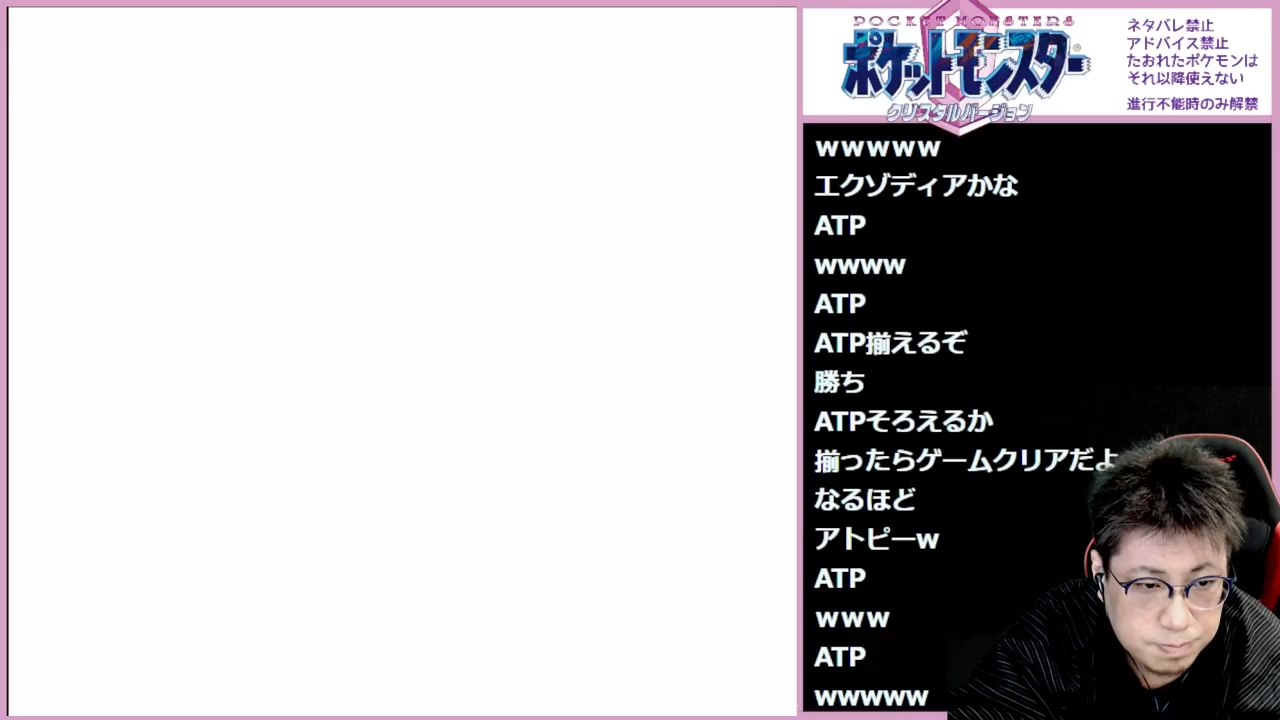 POCKET MONSTERS
ポケットモンスター
クリスタルバージョン
ネタバレ禁止
アドバイス禁止
たおれたポケモンは
それ以降使えない
進行不能時のみ解禁
wwwww
エクゾディアかな
ATP
wwww
ATP
ATP揃えるぞ
勝ち
ATPそろえるか
揃ったらゲームクリアだよ
なるほど
アトピーw
ATP
www
ATP
wwwww